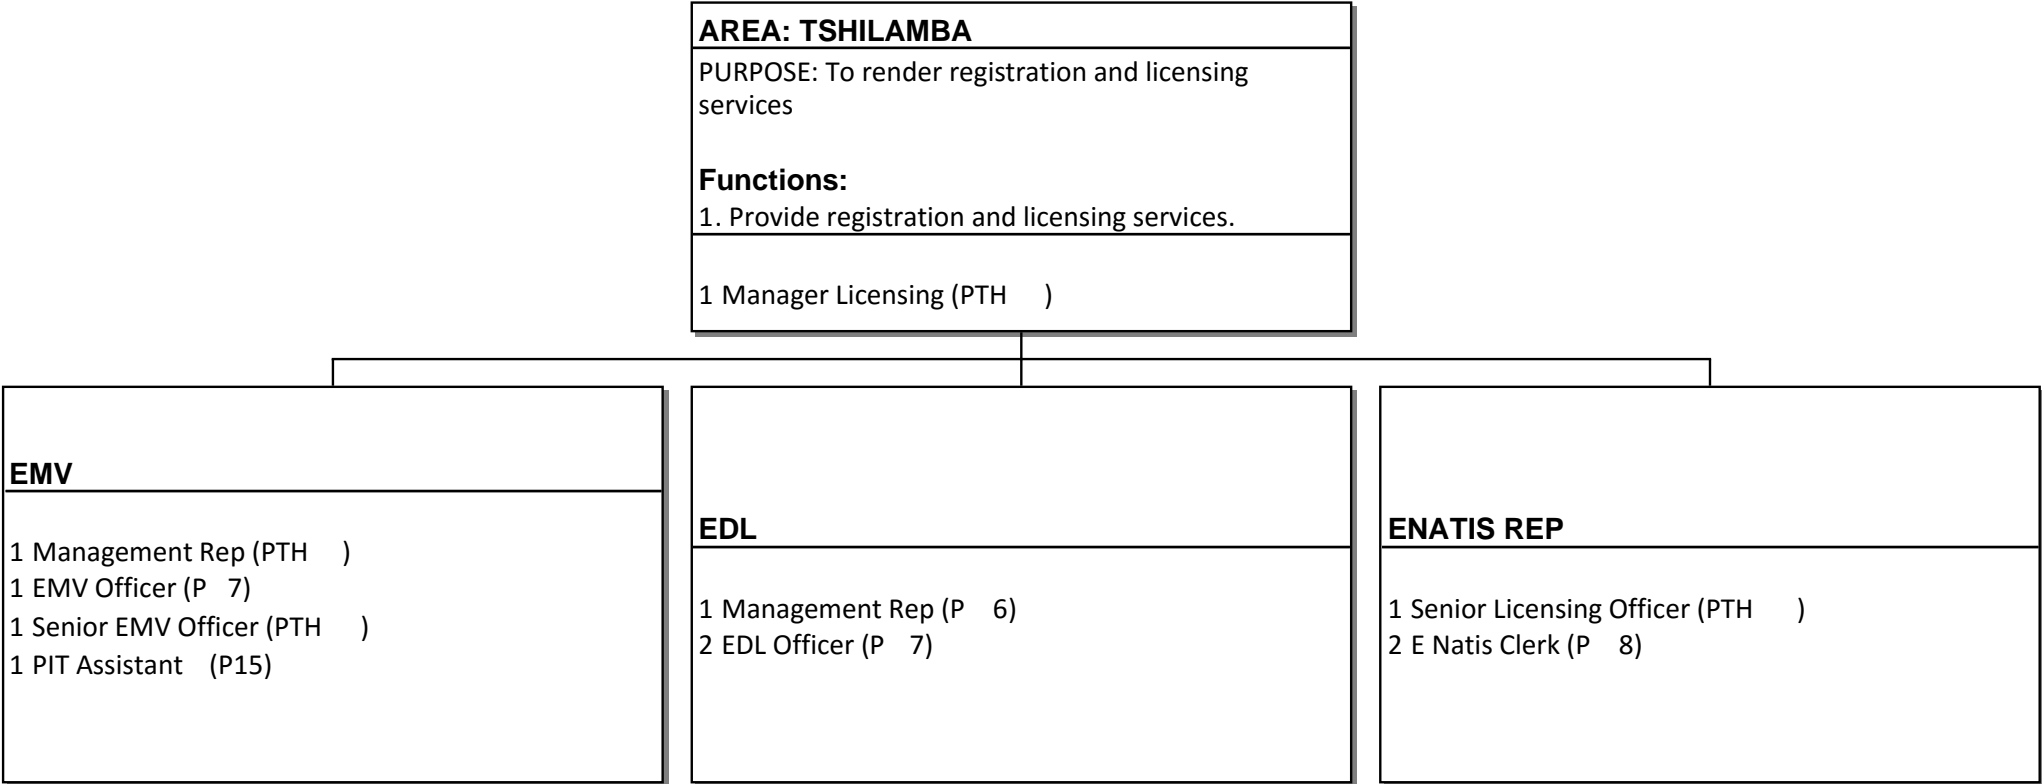 AREA: TSHILAMBA
PURPOSE: To render registration and licensing
services
Functions:
1. Provide registration and licensing services.
1 Manager Licensing (PTH )
EMV
1 Management Rep (PTH )
1 EMV Officer (P 7)
1 Senior EMV Officer (PTH )
1 PIT Assistant (P15)
EDL
1 Management Rep (P 6)
2 EDL Officer (P 7)
ENATIS REP
1 Senior Licensing Officer (PTH )
2 E Natis Clerk (P 8)